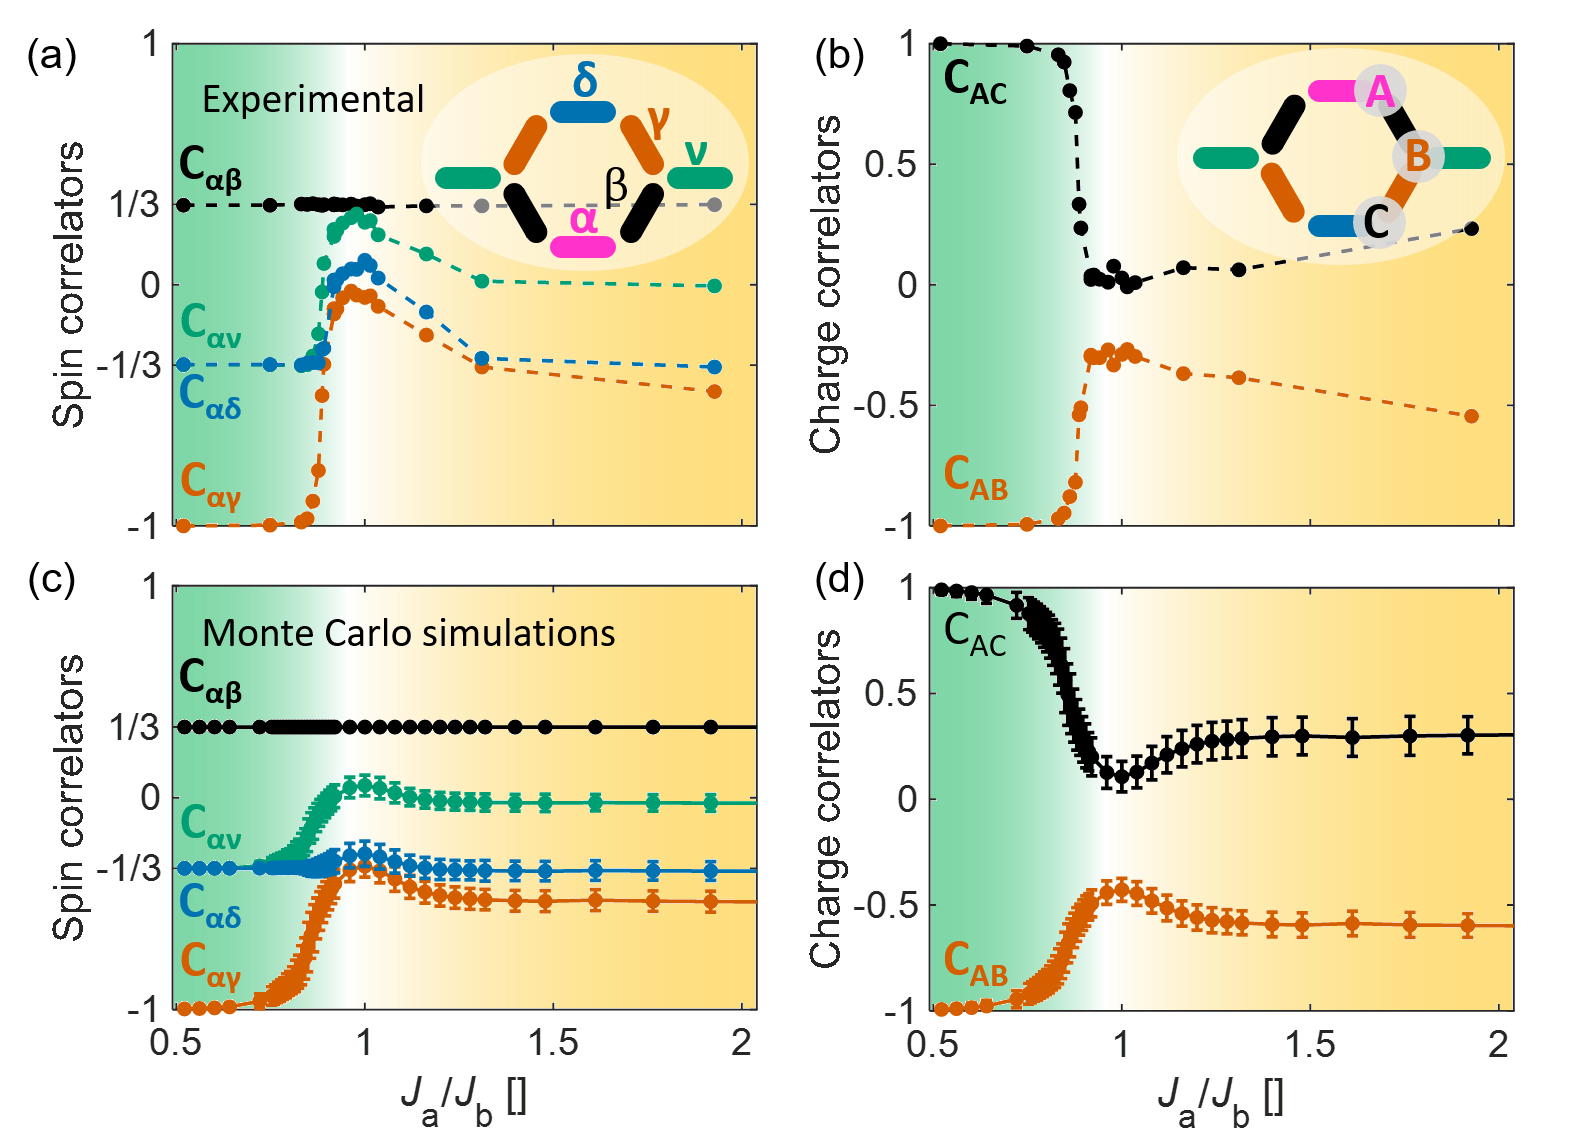 (a)
1
1/3
0
-1/3
-1
Spin correlators
Experimental
Cαβ
Cαν
Cαδ
Cαγ
δ
γ
ν
β
α
(b)
1
0.5
0
-0.5
-1
Charge correlators
CAC
CAB
A
B
C
(c)
1
1/3
0
-1/3
-1
Spin correlators
Monte Carlo simulations
Cαβ
Cαν
Cαδ
Cαγ
0.5 1 1.5 2
Ja/Jb []
(d)
1
0.5
0
-0.5
-1
Charge correlators
CAC
CAB
0.5 1 1.5 2
Ja/Jb []